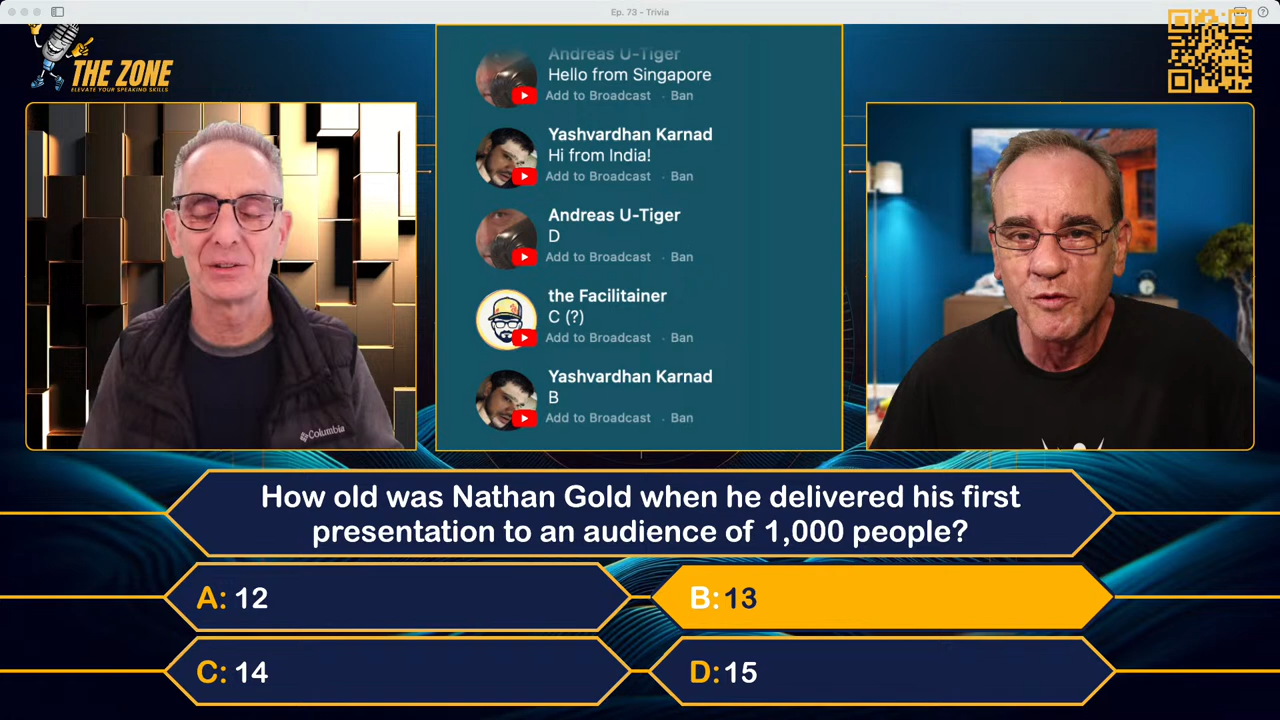 Ep. 73 - Trivia
THE ZONE
ELEVATE YOUR SPEAKING SKILLS
Andreas U-Tiger
Hello from Singapore
Add to Broadcast · Ban
Yashvardhan Karnad
Hi from India!
Add to Broadcast · Ban
Andreas U-Tiger
D
Add to Broadcast · Ban
the Facilitainer
C (?)
Add to Broadcast · Ban
Yashvardhan Karnad
B
Add to Broadcast · Ban
Columbia
How old was Nathan Gold when he delivered his first
presentation to an audience of 1,000 people?
A: 12
B: 13
C: 14
D: 15